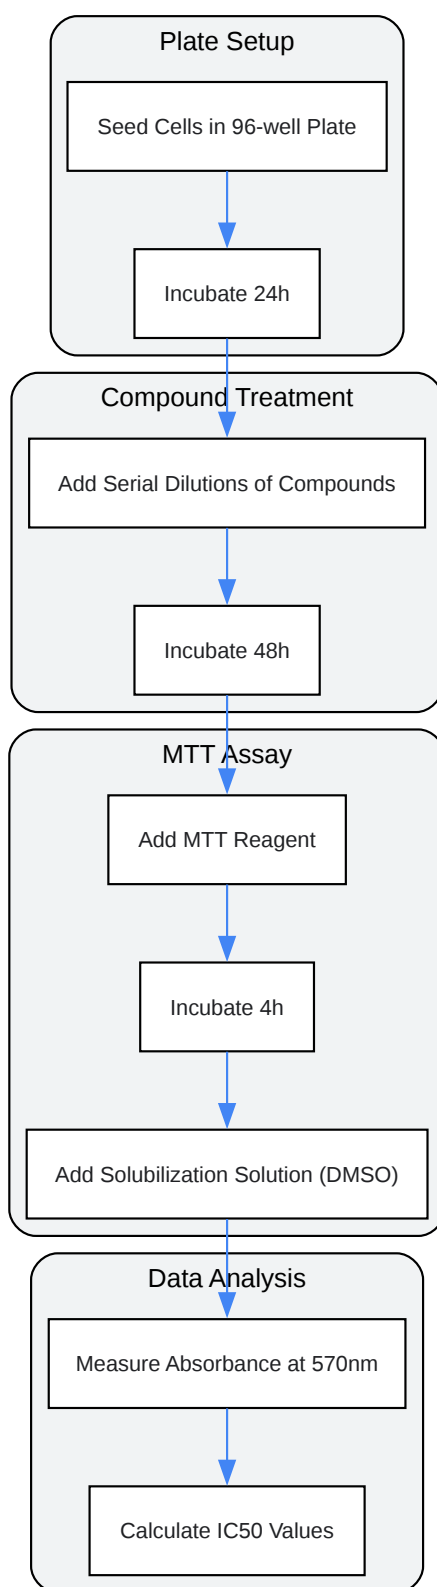 Plate Setup
Seed Cells in 96-well Plate
Incubate 24h
Compound Treatment
Add Serial Dilutions of Compounds
Incubate 48h
MTT Assay
Add MTT Reagent
Incubate 4h
Add Solubilization Solution (DMSO)
Data Analysis
Measure Absorbance at 570nm
Calculate IC50 Values